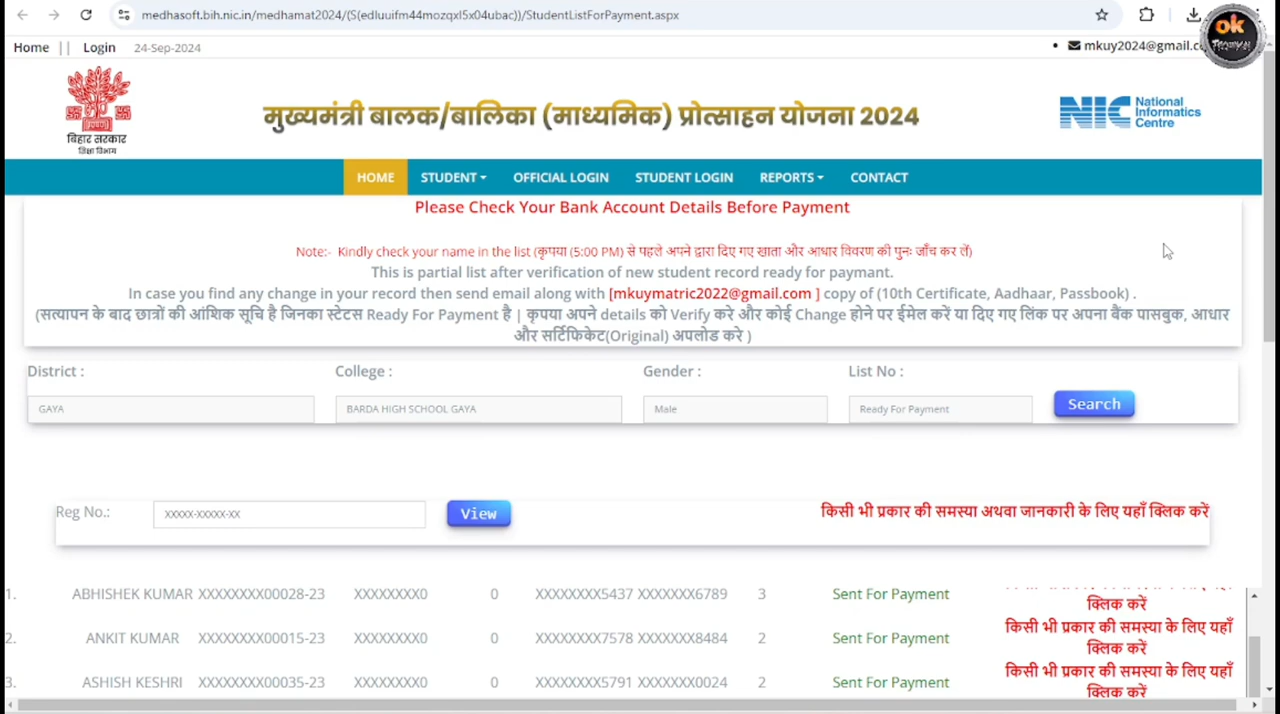 medhasoft.bih.nic.in/medhamat2024/(S(edluuifm44mozqxl5x04ubac))/StudentListForPayment.aspx
Home || Login 24-Sep-2024
mkuy2024@gmail.c
ok
बिहार सरकार
शिक्षा विभाग
मुख्यमंत्री बालक/बालिका (माध्यमिक) प्रोत्साहन योजना 2024
NIC National Informatics Centre
HOME STUDENT OFFICIAL LOGIN STUDENT LOGIN REPORTS CONTACT
Please Check Your Bank Account Details Before Payment
Note:- Kindly check your name in the list (कृपया (5:00 PM) से पहले अपने द्वारा दिए गए खाता और आधार विवरण की पुनः जाँच कर लें)
This is partial list after verification of new student record ready for paymant.
In case you find any change in your record then send email along with [mkuymatric2022@gmail.com ] copy of (10th Certificate, Aadhaar, Passbook) .
(सत्यापन के बाद छात्रों की आंशिक सूचि है जिनका स्टेटस Ready For Payment है | कृपया अपने details को Verify करे और कोई Change होने पर ईमेल करें या दिए गए लिंक पर अपना बैंक पासबुक, आधार
और सर्टिफिकेट(Original) अपलोड करे )
District : College : Gender : List No :
GAYA BARDA HIGH SCHOOL GAYA Male Ready For Payment Search
Reg No.: XXXXX-XXXXX-XX View किसी भी प्रकार की समस्या अथवा जानकारी के लिए यहाँ क्लिक करें
1. ABHISHEK KUMAR XXXXXXXX00028-23 XXXXXXXX0 0 XXXXXXXX5437 XXXXXXX6789 3 Sent For Payment
क्लिक करें
2. ANKIT KUMAR XXXXXXXX00015-23 XXXXXXXX0 0 XXXXXXXX7578 XXXXXXX8484 2 Sent For Payment किसी भी प्रकार की समस्या के लिए यहाँ
क्लिक करें
3. ASHISH KESHRI XXXXXXXX00035-23 XXXXXXXX0 0 XXXXXXXX5791 XXXXXXX0024 2 Sent For Payment किसी भी प्रकार की समस्या के लिए यहाँ
क्लिक करें